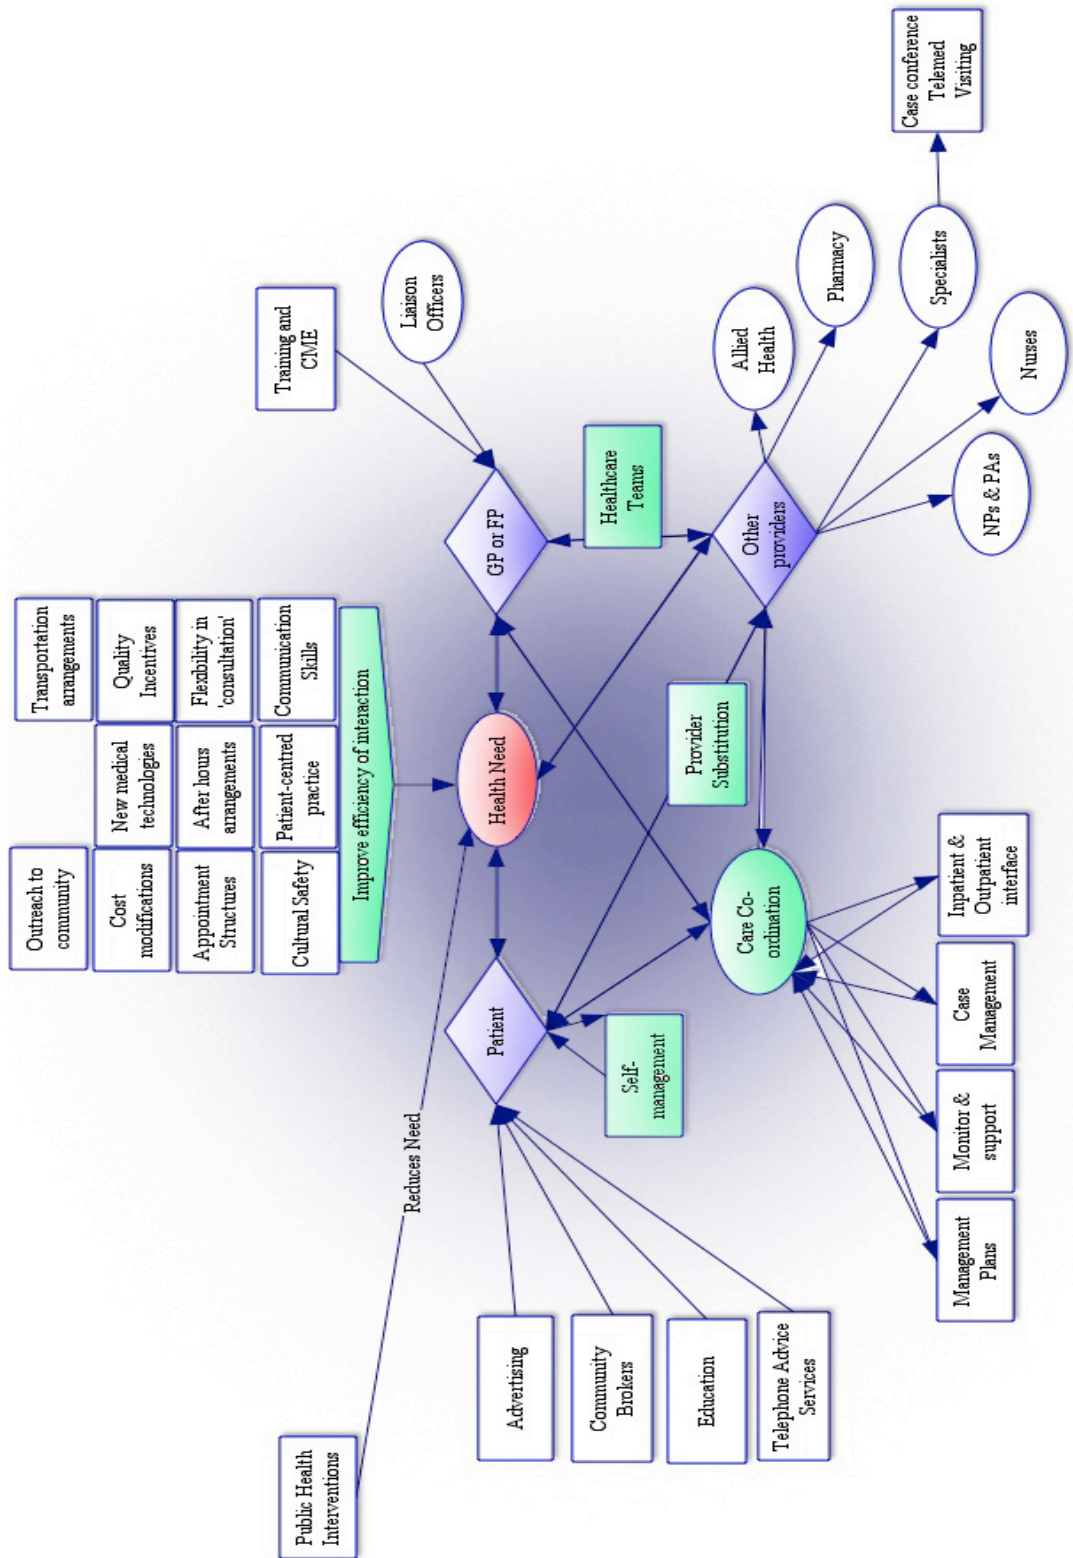 Outreach to
community
Transportation
arrangements
Cost
modifications
New medical
technologies
Quality
Incentives
Appointment
Structures
After hours
arrangements
Flexibility in
'consultation'
Cultural Safety
Patient-centred
practice
Communication
Skills
Improve efficiency of interaction
Public Health
Interventions
Reduces Need
Training and
CME
Liaison
Officers
Patient
Health Need
GP or FP
Advertising
Community
Brokers
Education
Telephone Advice
Services
Self-
management
Provider
Substitution
Healthcare
Teams
Care Co-
ordination
Other
providers
Allied
Health
Pharmacy
Specialists
Nurses
NPs & PAs
Case conference
Telemed
Visiting
Management
Plans
Monitor &
support
Case
Management
Inpatient &
Outpatient
interface